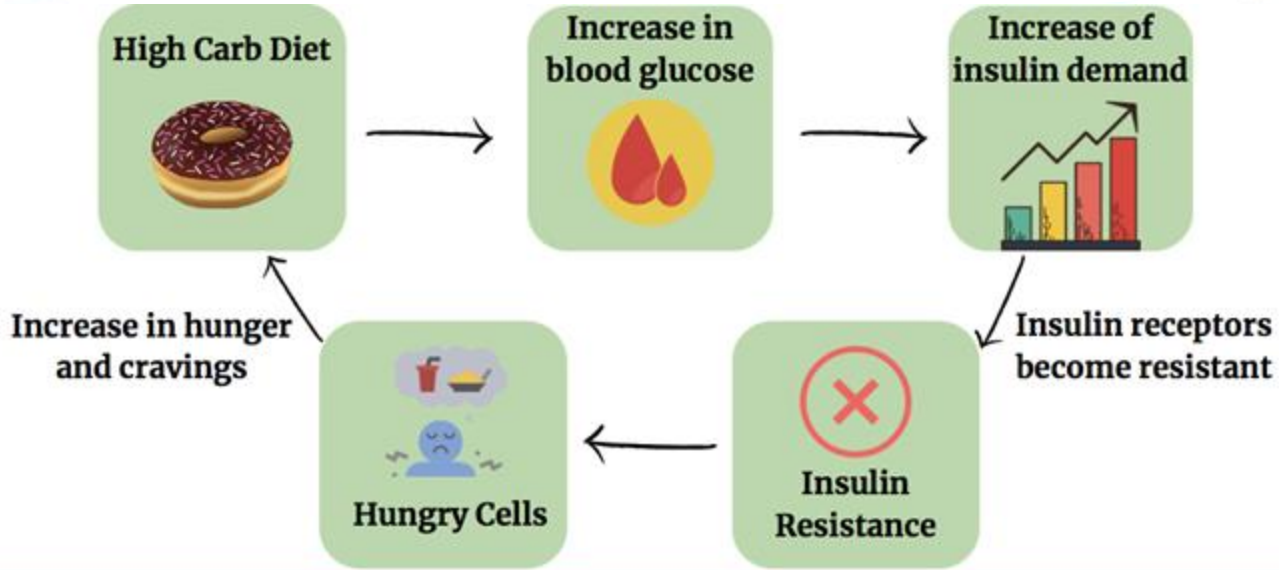 High Carb Diet
Increase in
blood glucose
Increase of
insulin demand
Insulin receptors
become resistant
Insulin
Resistance
Hungry Cells
Increase in hunger
and cravings